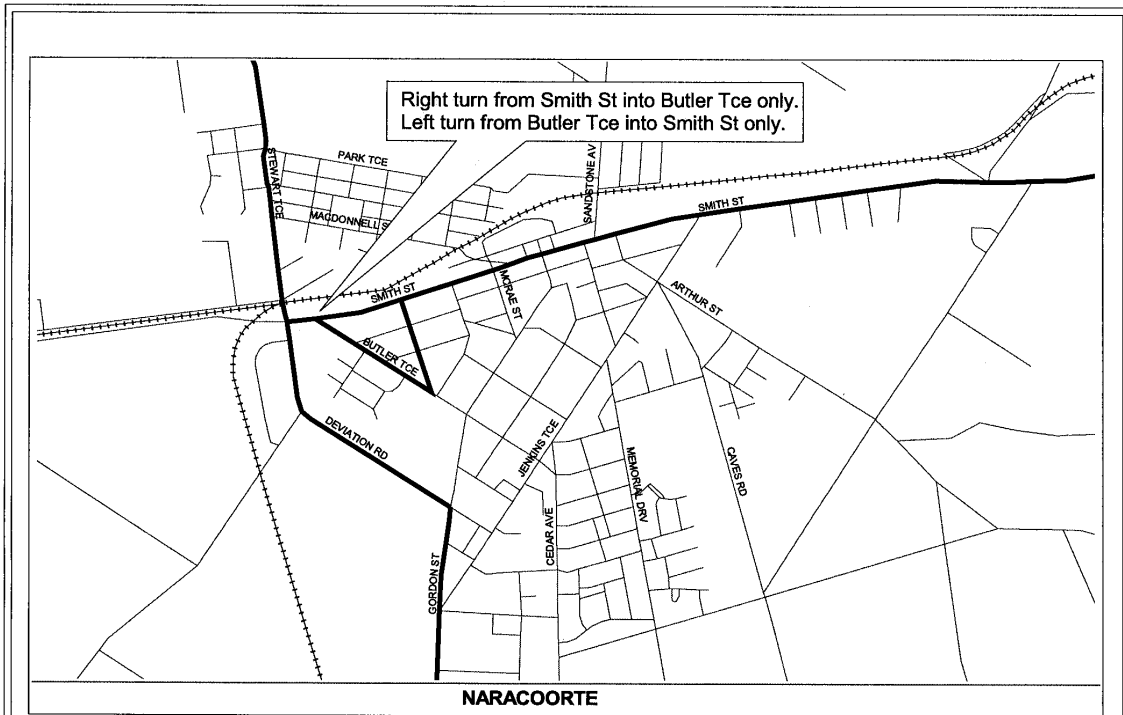 Right turn from Smith St into Butler Tce only.
Left turn from Butler Tce into Smith St only.
STEWART TCE
PARK TCE
MACDONNELL S
SANDSTONE AV
SMITH ST
SMITH ST
MCRAE ST
ARTHUR ST
BUTLER TCE
DEVIATION RD
JENKINS TCE
MEMORIAL DRV
CAVES RD
CEDAR AVE
GORDON ST
NARACOORTE